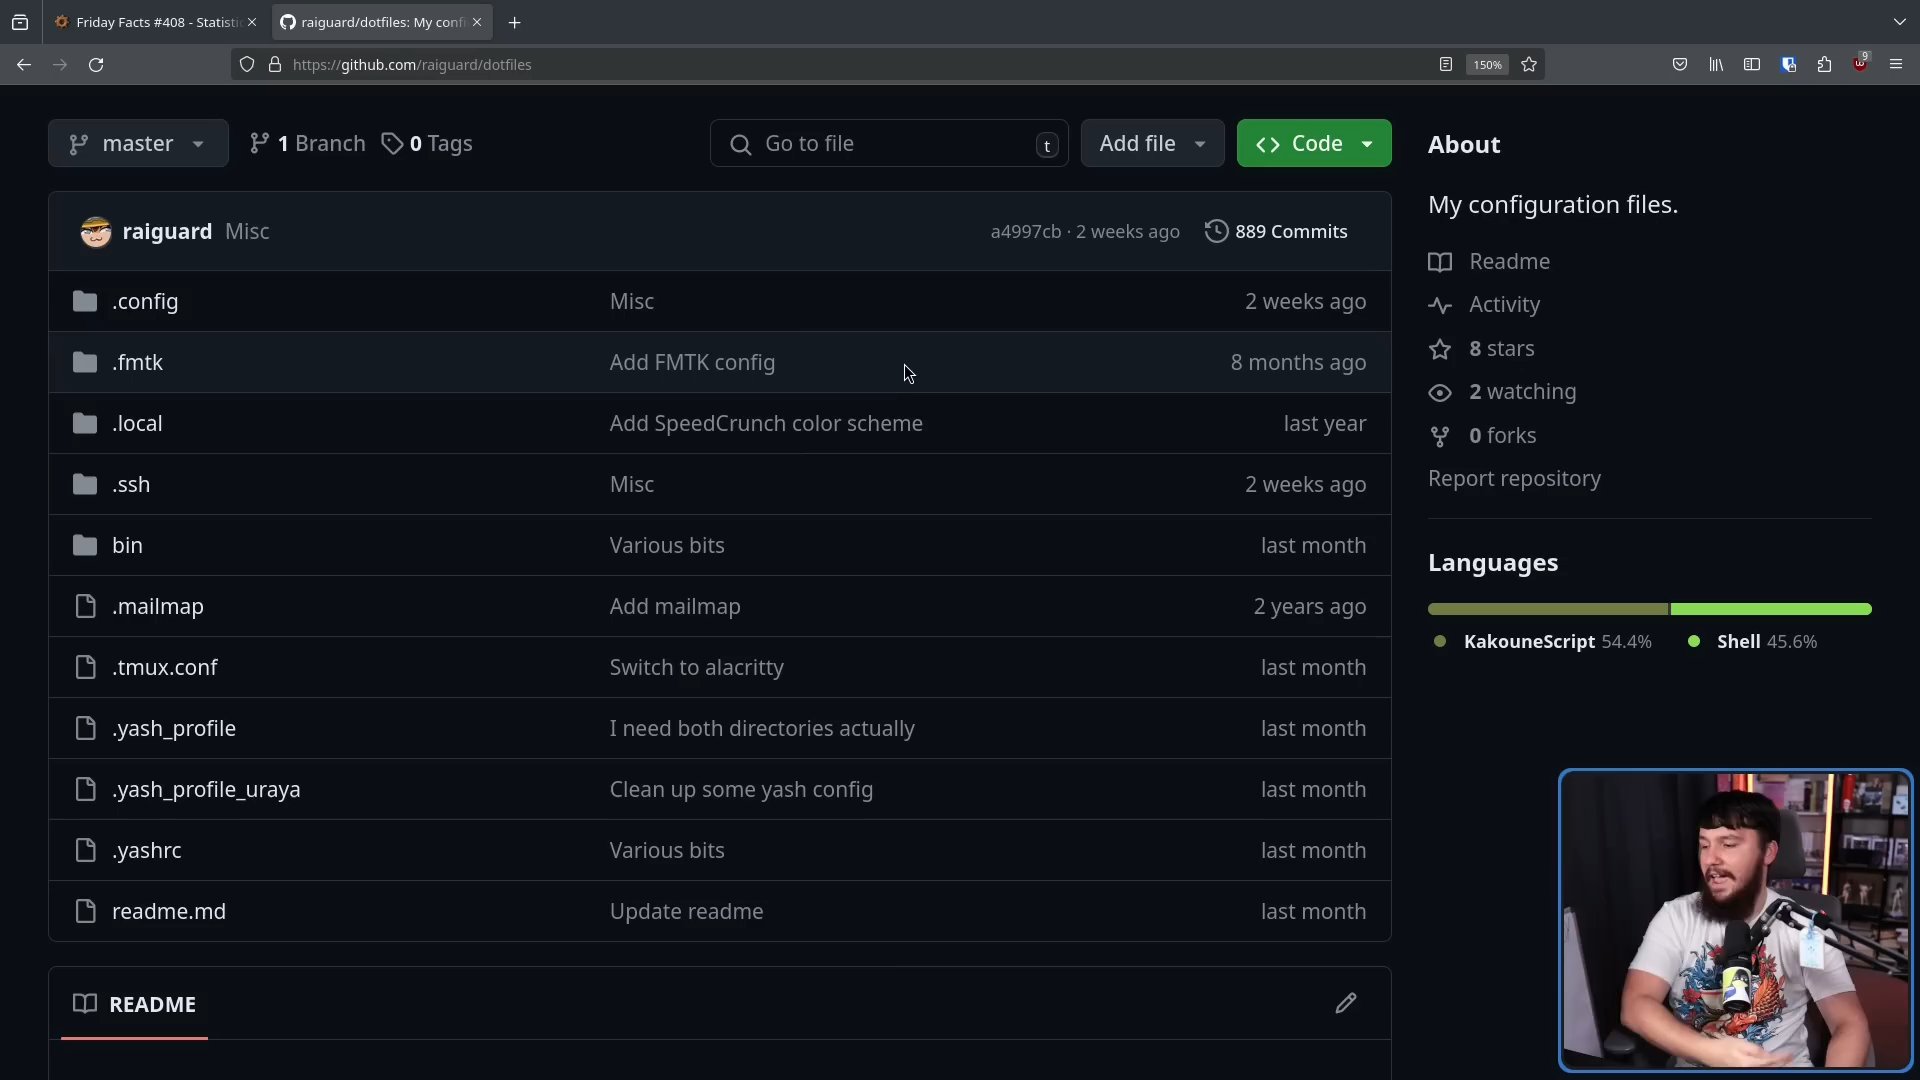 Friday Facts #408 - Statistic
raiguard/dotfiles: My conf
https://github.com/raiguard/dotfiles
150%
9
master
1 Branch
0 Tags
Go to file
t
Add file
Code
About
My configuration files.
raiguard Misc
a4997cb · 2 weeks ago
889 Commits
.config Misc 2 weeks ago
.fmtk Add FMTK config 8 months ago
.local Add SpeedCrunch color scheme last year
.ssh Misc 2 weeks ago
bin Various bits last month
.mailmap Add mailmap 2 years ago
.tmux.conf Switch to alacritty last month
.yash_profile I need both directories actually last month
.yash_profile_uraya Clean up some yash config last month
.yashrc Various bits last month
readme.md Update readme last month
README
Readme
Activity
8 stars
2 watching
0 forks
Report repository
Languages
KakouneScript 54.4%
Shell 45.6%